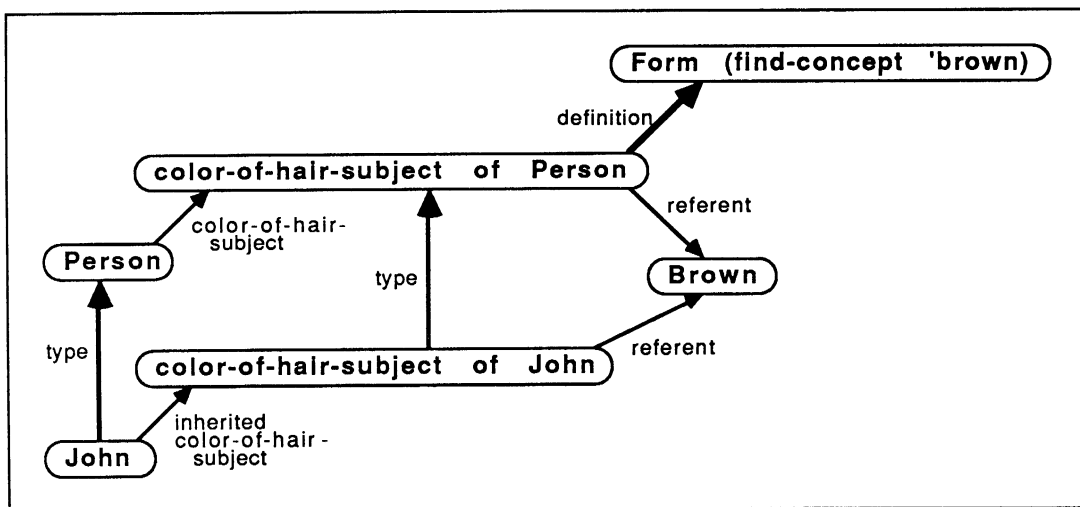 Form (find-concept 'brown)
definition
color-of-hair-subject of Person
referent
color-of-hair-
subject
Person
Brown
type
type
referent
color-of-hair-subject of John
inherited
color-of-hair-
subject
John